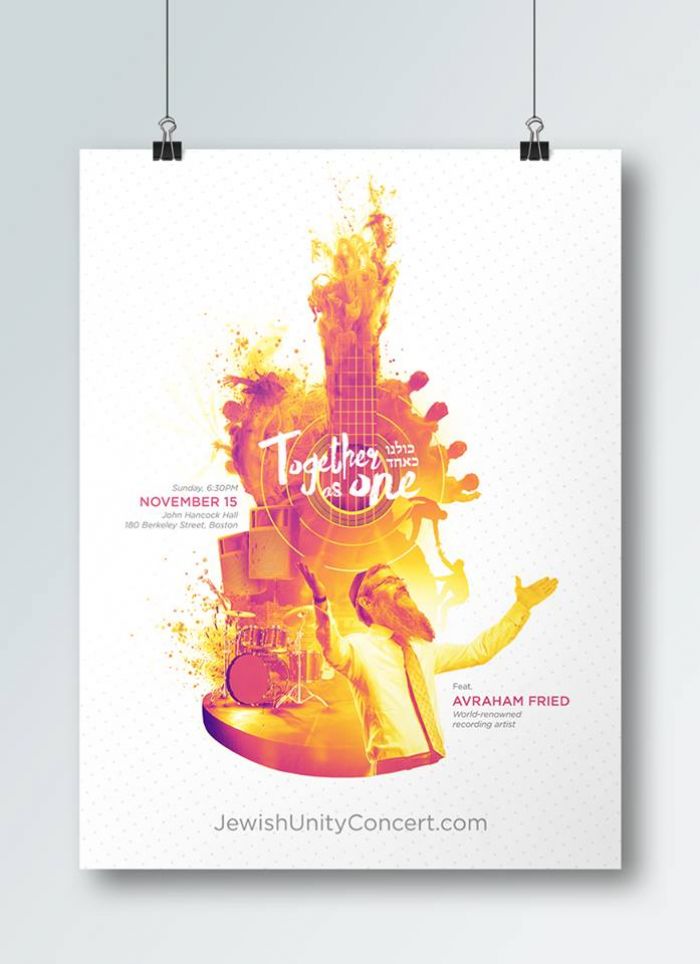 Together כולנו
as one כאחד
Sunday, 6:30PM
NOVEMBER 15
John Hancock Hall
180 Berkeley Street, Boston
Feat.
AVRAHAM FRIED
World-renowned
recording artist
JewishUnityConcert.com